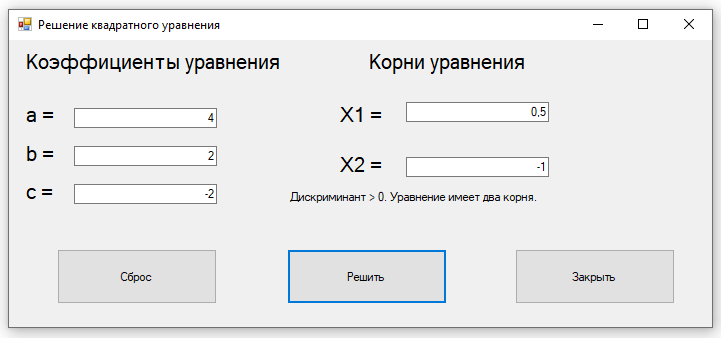 Решение квадратного уравнения
Коэффициенты уравнения
Корни уравнения
a = 4
X1 = 0,5
b = 2
X2 = -1
c = -2
Дискриминант > 0. Уравнение имеет два корня.
Сброс
Решить
Закрыть